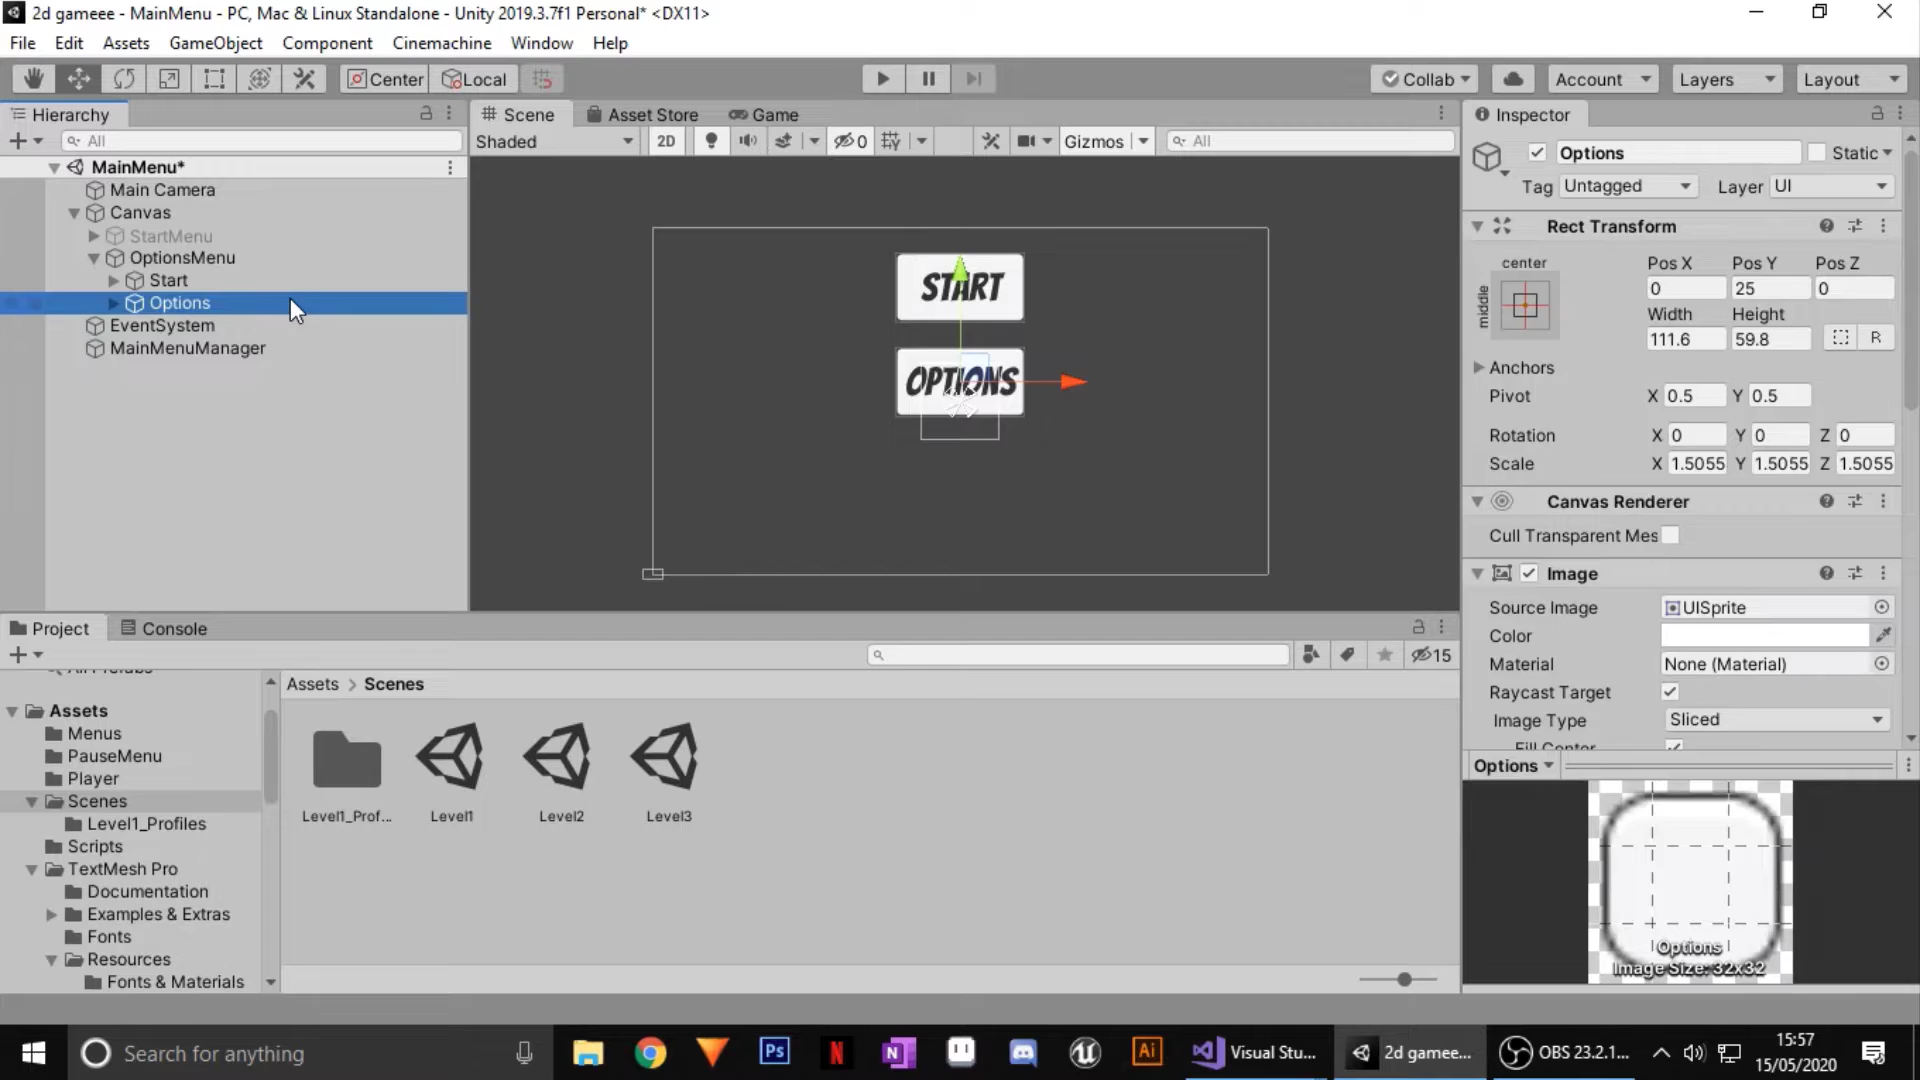 2d gameee - MainMenu - PC, Mac & Linux Standalone - Unity 2019.3.7f1 Personal* <DX11>
File Edit Assets GameObject Component Cinemachine Window Help
Center Local Collab Account Layers Layout
Hierarchy
All
MainMenu*
Main Camera
Canvas
StartMenu
OptionsMenu
Start
Options
EventSystem
MainMenuManager
Scene Asset Store Game
Shaded 2D 0 Gizmos All
START
OPTIONS
Inspector
Options Static
Tag Untagged Layer UI
Rect Transform
center Pos X Pos Y Pos Z
middle 0 25 0
Width Height
111.6 59.8 R
Anchors
Pivot X 0.5 Y 0.5
Rotation X 0 Y 0 Z 0
Scale X 1.5055 Y 1.5055 Z 1.5055
Canvas Renderer
Cull Transparent Mes
Image
Source Image UISprite
Color
Material None (Material)
Raycast Target
Image Type Sliced
Fill Center
Options
Options
Image Size: 32x32
Project Console
15
All Prefabs
Assets
Menus
PauseMenu
Player
Scenes
Level1_Profiles
Scripts
TextMesh Pro
Documentation
Examples & Extras
Fonts
Resources
Fonts & Materials
Assets > Scenes
Level1_Prof... Level1 Level2 Level3
Search for anything
Ps N Ai Visual Stu... 2d gameee... OBS 23.2.1...
15:57
15/05/2020